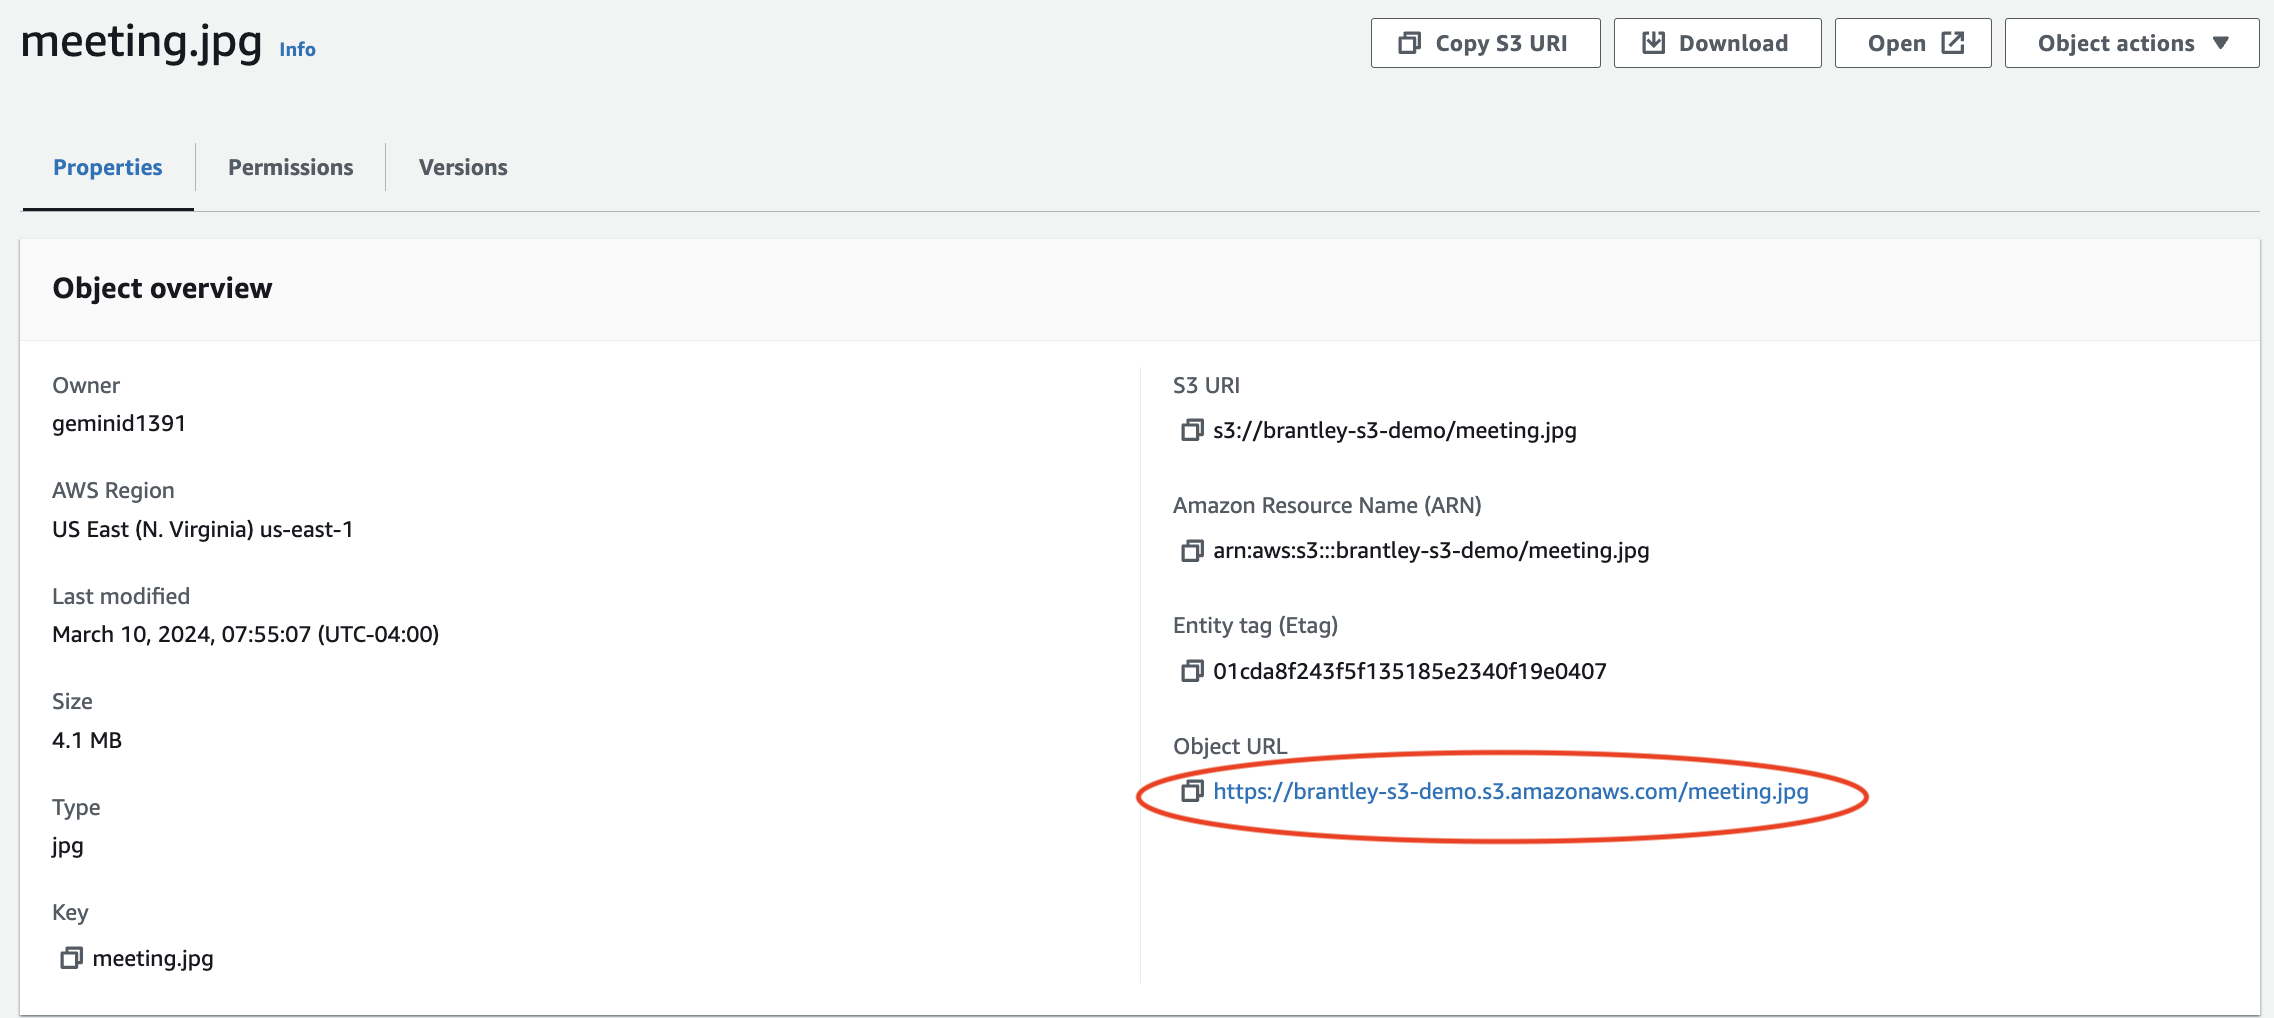 meeting.jpg Info
Copy S3 URI
Download
Open
Object actions
Properties
Permissions
Versions
Object overview
Owner
geminid1391
AWS Region
US East (N. Virginia) us-east-1
Last modified
March 10, 2024, 07:55:07 (UTC-04:00)
Size
4.1 MB
Type
jpg
Key
meeting.jpg
S3 URI
s3://brantley-s3-demo/meeting.jpg
Amazon Resource Name (ARN)
arn:aws:s3:::brantley-s3-demo/meeting.jpg
Entity tag (Etag)
01cda8f243f5f135185e2340f19e0407
Object URL
https://brantley-s3-demo.s3.amazonaws.com/meeting.jpg